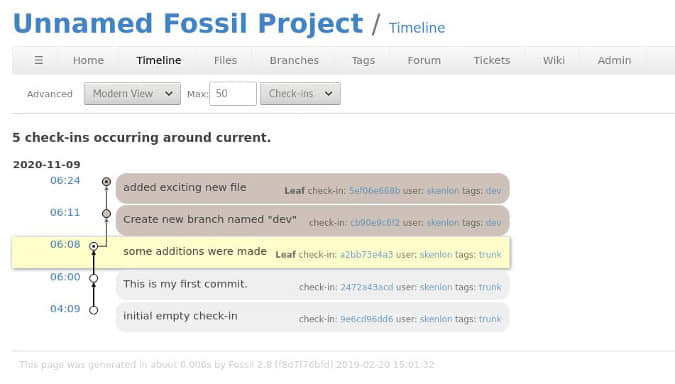 Unnamed Fossil Project / Timeline
☰ Home Timeline Files Branches Tags Forum Tickets Wiki Admin
Advanced Modern View Max: 50 Check-ins
5 check-ins occurring around current.
2020-11-09
06:24 added exciting new file Leaf check-in: 5ef06e668b user: skenlon tags: dev
06:11 Create new branch named "dev" check-in: cb90e9c6f2 user: skenlon tags: dev
06:08 some additions were made Leaf check-in: a2bb73e4a3 user: skenlon tags: trunk
06:00 This is my first commit. check-in: 2472a43acd user: skenlon tags: trunk
04:09 initial empty check-in check-in: 9e6cd96dd6 user: skenlon tags: trunk
This page was generated in about 0.006s by Fossil 2.8 [f8d7f76bfd] 2019-02-20 15:01:32